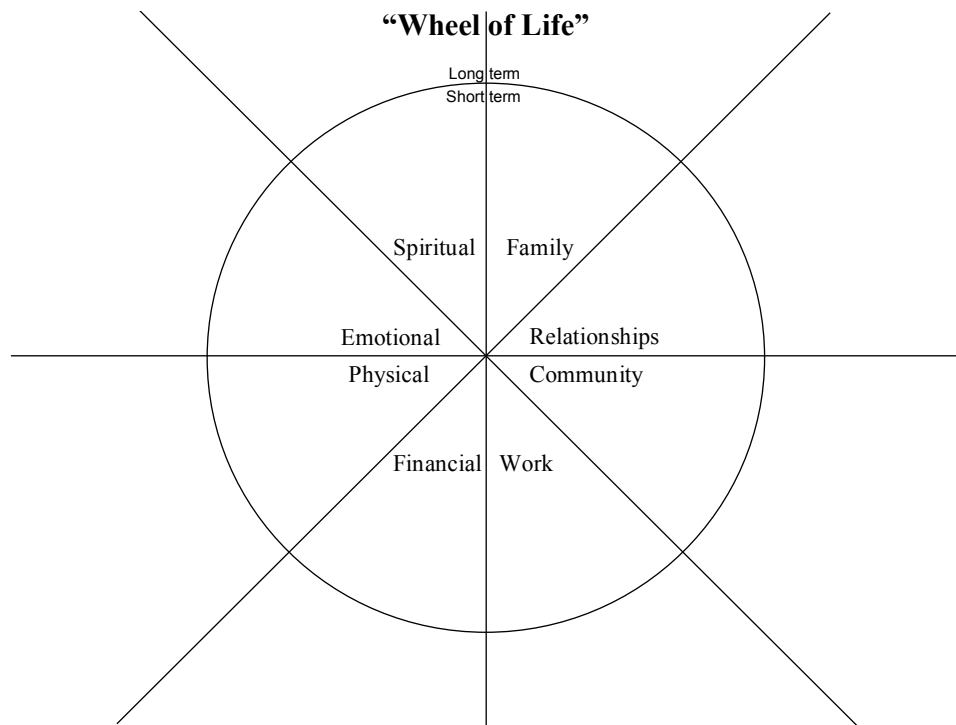 “Wheel of Life”
Long term
Short term
Spiritual Family
Emotional Relationships
Physical Community
Financial Work